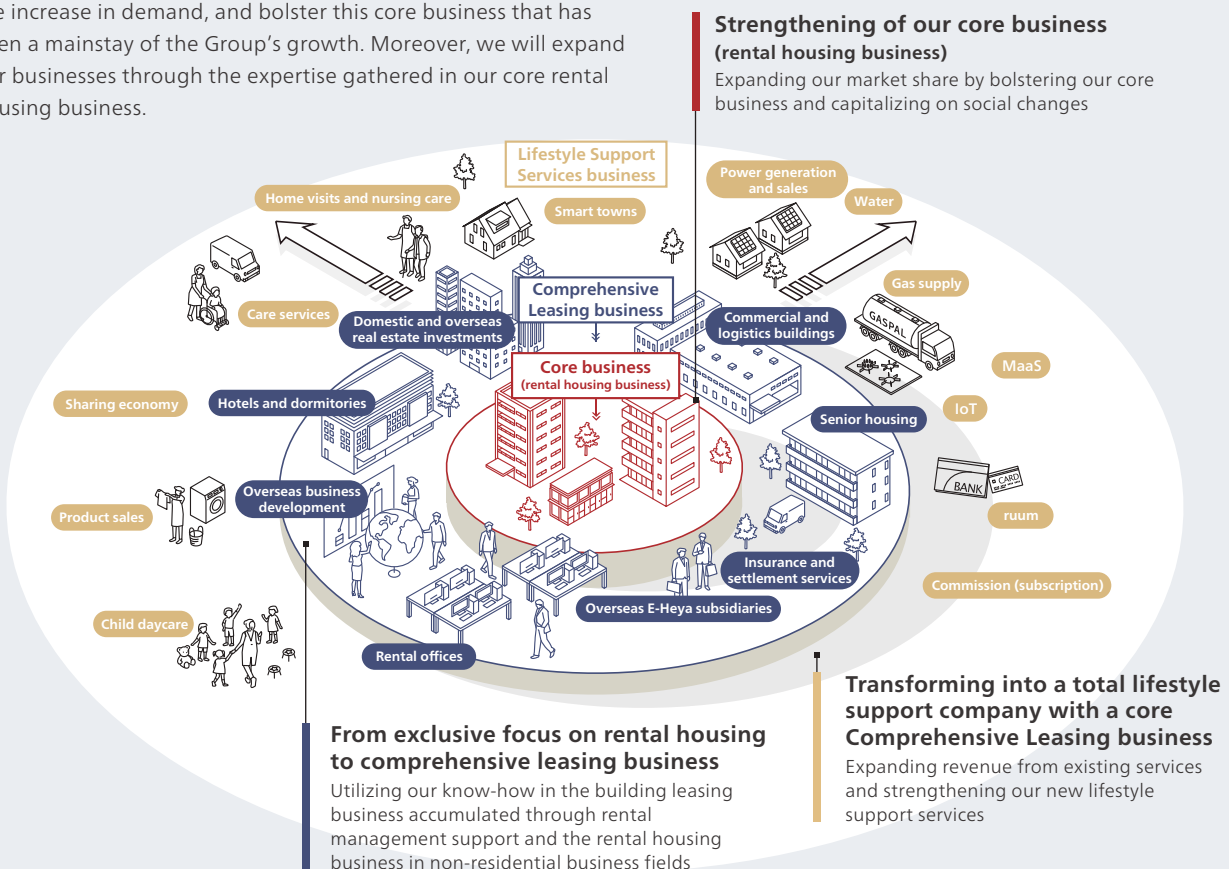 increase in demand, and bolster this core business that has
a mainstay of the Group's growth. Moreover, we will expand
businesses through the expertise gathered in our core rental
business.
Strengthening of our core business
(rental housing business)
Expanding our market share by bolstering our core
business and capitalizing on social changes
Lifestyle Support
Services business
Home visits and nursing care
Smart towns
Power generation
and sales
Water
Gas supply
GASPAL
Care services
Comprehensive
Leasing business
Domestic and overseas
real estate investments
Commercial and
logistics buildings
Core business
(rental housing business)
MaaS
IoT
Sharing economy
Hotels and dormitories
Senior housing
BANK
CARD
Overseas business
development
Product sales
ruum
Insurance and
settlement services
Commission (subscription)
Overseas E-Heya subsidiaries
Child daycare
Rental offices
From exclusive focus on rental housing
to comprehensive leasing business
Utilizing our know-how in the building leasing
business accumulated through rental
management support and the rental housing
business in non-residential business fields
Transforming into a total lifestyle
support company with a core
Comprehensive Leasing business
Expanding revenue from existing services
and strengthening our new lifestyle
support services